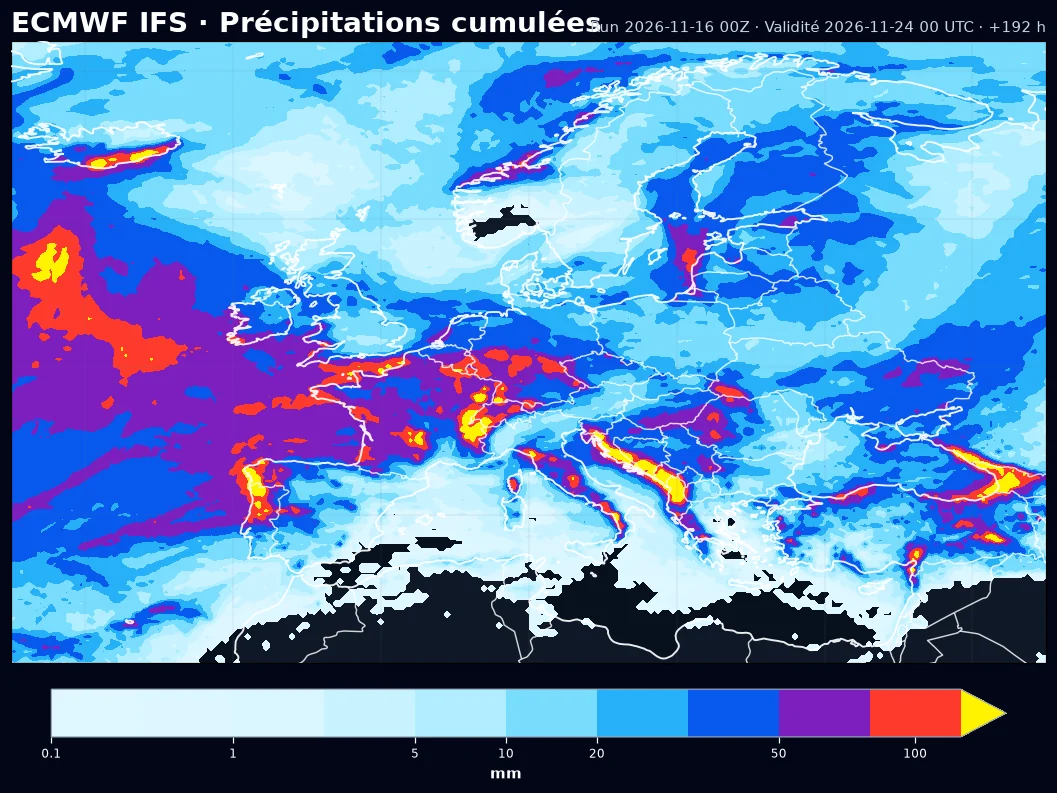 ECMWF IFS · Précipitations cumulées
Run 2026-11-16 00Z · Validité 2026-11-24 00 UTC · +192 h
0.1 1 5 10 20 50 100
mm